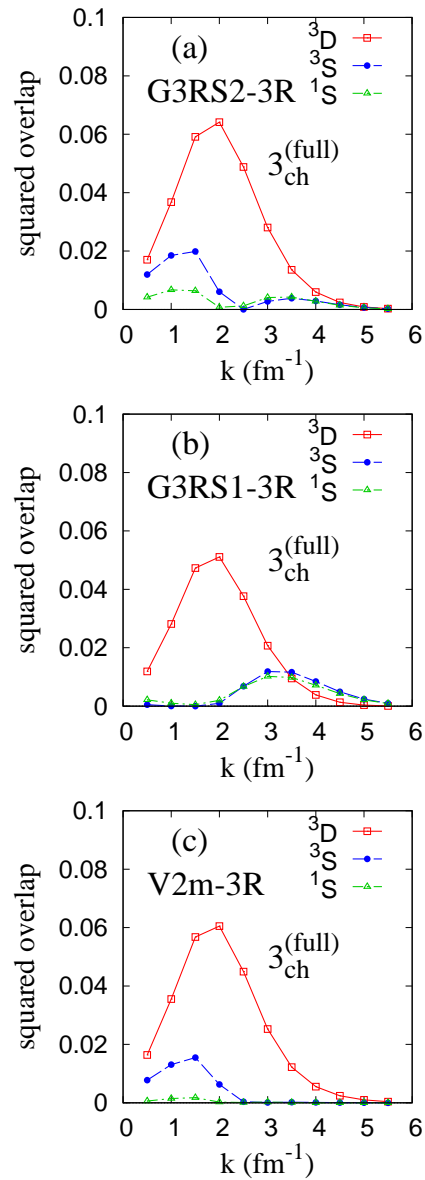 (a)
G3RS2-3R
³D
³S
¹S
3_ch^(full)
squared overlap
0.1
0.08
0.06
0.04
0.02
0
0 1 2 3 4 5 6
k (fm⁻¹)
(b)
G3RS1-3R
³D
³S
¹S
3_ch^(full)
squared overlap
0.1
0.08
0.06
0.04
0.02
0
0 1 2 3 4 5 6
k (fm⁻¹)
(c)
V2m-3R
³D
³S
¹S
3_ch^(full)
squared overlap
0.1
0.08
0.06
0.04
0.02
0
0 1 2 3 4 5 6
k (fm⁻¹)